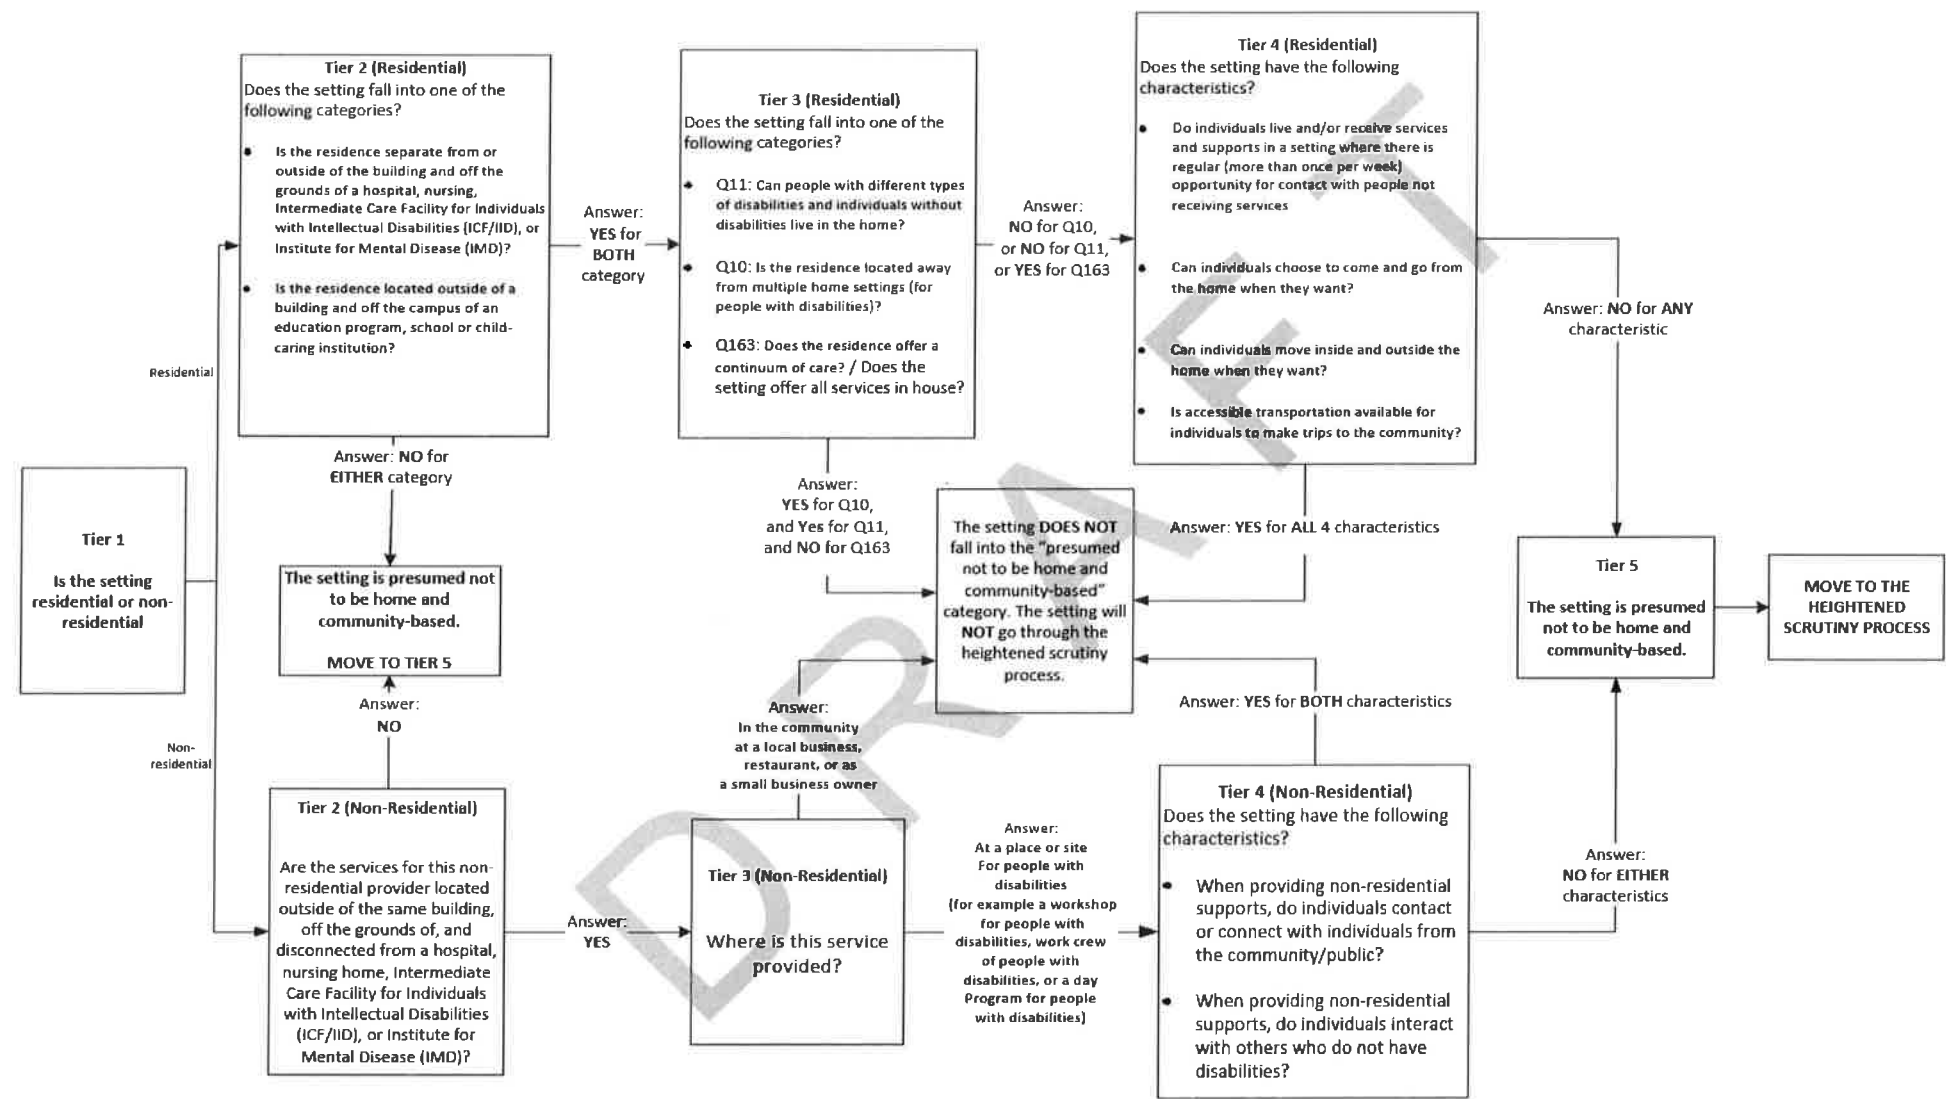 Tier 1
Is the setting
residential or non-
residential
Residential
Non-
residential
Tier 2 (Residential)
Does the setting fall into one of the
following categories?
• Is the residence separate from or
outside of the building and off the
grounds of a hospital, nursing,
Intermediate Care Facility for Individuals
with Intellectual Disabilities (ICF/IID), or
Institute for Mental Disease (IMD)?
• Is the residence located outside of a
building and off the campus of an
education program, school or child-
caring institution?
Answer:
YES for
BOTH
category
Answer: NO for
EITHER category
The setting is presumed not
to be home and
community-based.
MOVE TO TIER 5
Answer:
NO
Tier 2 (Non-Residential)
Are the services for this non-
residential provider located
outside of the same building,
off the grounds of, and
disconnected from a hospital,
nursing home, Intermediate
Care Facility for Individuals
with Intellectual Disabilities
(ICF/IID), or Institute for
Mental Disease (IMD)?
Answer:
YES
Tier 3 (Residential)
Does the setting fall into one of the
following categories?
• Q11: Can people with different types
of disabilities and individuals without
disabilities live in the home?
• Q10: Is the residence located away
from multiple home settings (for
people with disabilities)?
• Q163: Does the residence offer a
continuum of care? / Does the
setting offer all services in house?
Answer:
NO for Q10,
or NO for Q11,
or YES for Q163
Answer:
YES for Q10,
and Yes for Q11,
and NO for Q163
The setting DOES NOT
fall into the "presumed
not to be home and
community-based"
category. The setting will
NOT go through the
heightened scrutiny
process.
Answer:
In the community
at a local business,
restaurant, or as
a small business owner
Tier 3 (Non-Residential)
Where is this service
provided?
Answer:
At a place or site
For people with
disabilities
(for example a workshop
for people with
disabilities, work crew
of people with
disabilities, or a day
Program for people
with disabilities)
Tier 4 (Residential)
Does the setting have the following
characteristics?
• Do individuals live and/or receive services
and supports in a setting where there is
regular (more than once per week)
opportunity for contact with people not
receiving services
• Can individuals choose to come and go from
the home when they want?
• Can individuals move inside and outside the
home when they want?
• Is accessible transportation available for
individuals to make trips to the community?
Answer: YES for ALL 4 characteristics
Answer: NO for ANY
characteristic
Answer: YES for BOTH characteristics
Tier 4 (Non-Residential)
Does the setting have the following
characteristics?
• When providing non-residential
supports, do individuals contact
or connect with individuals from
the community/public?
• When providing non-residential
supports, do individuals interact
with others who do not have
disabilities?
Answer:
NO for EITHER
characteristics
Tier 5
The setting is presumed
not to be home and
community-based.
MOVE TO THE
HEIGHTENED
SCRUTINY PROCESS
DRAFT